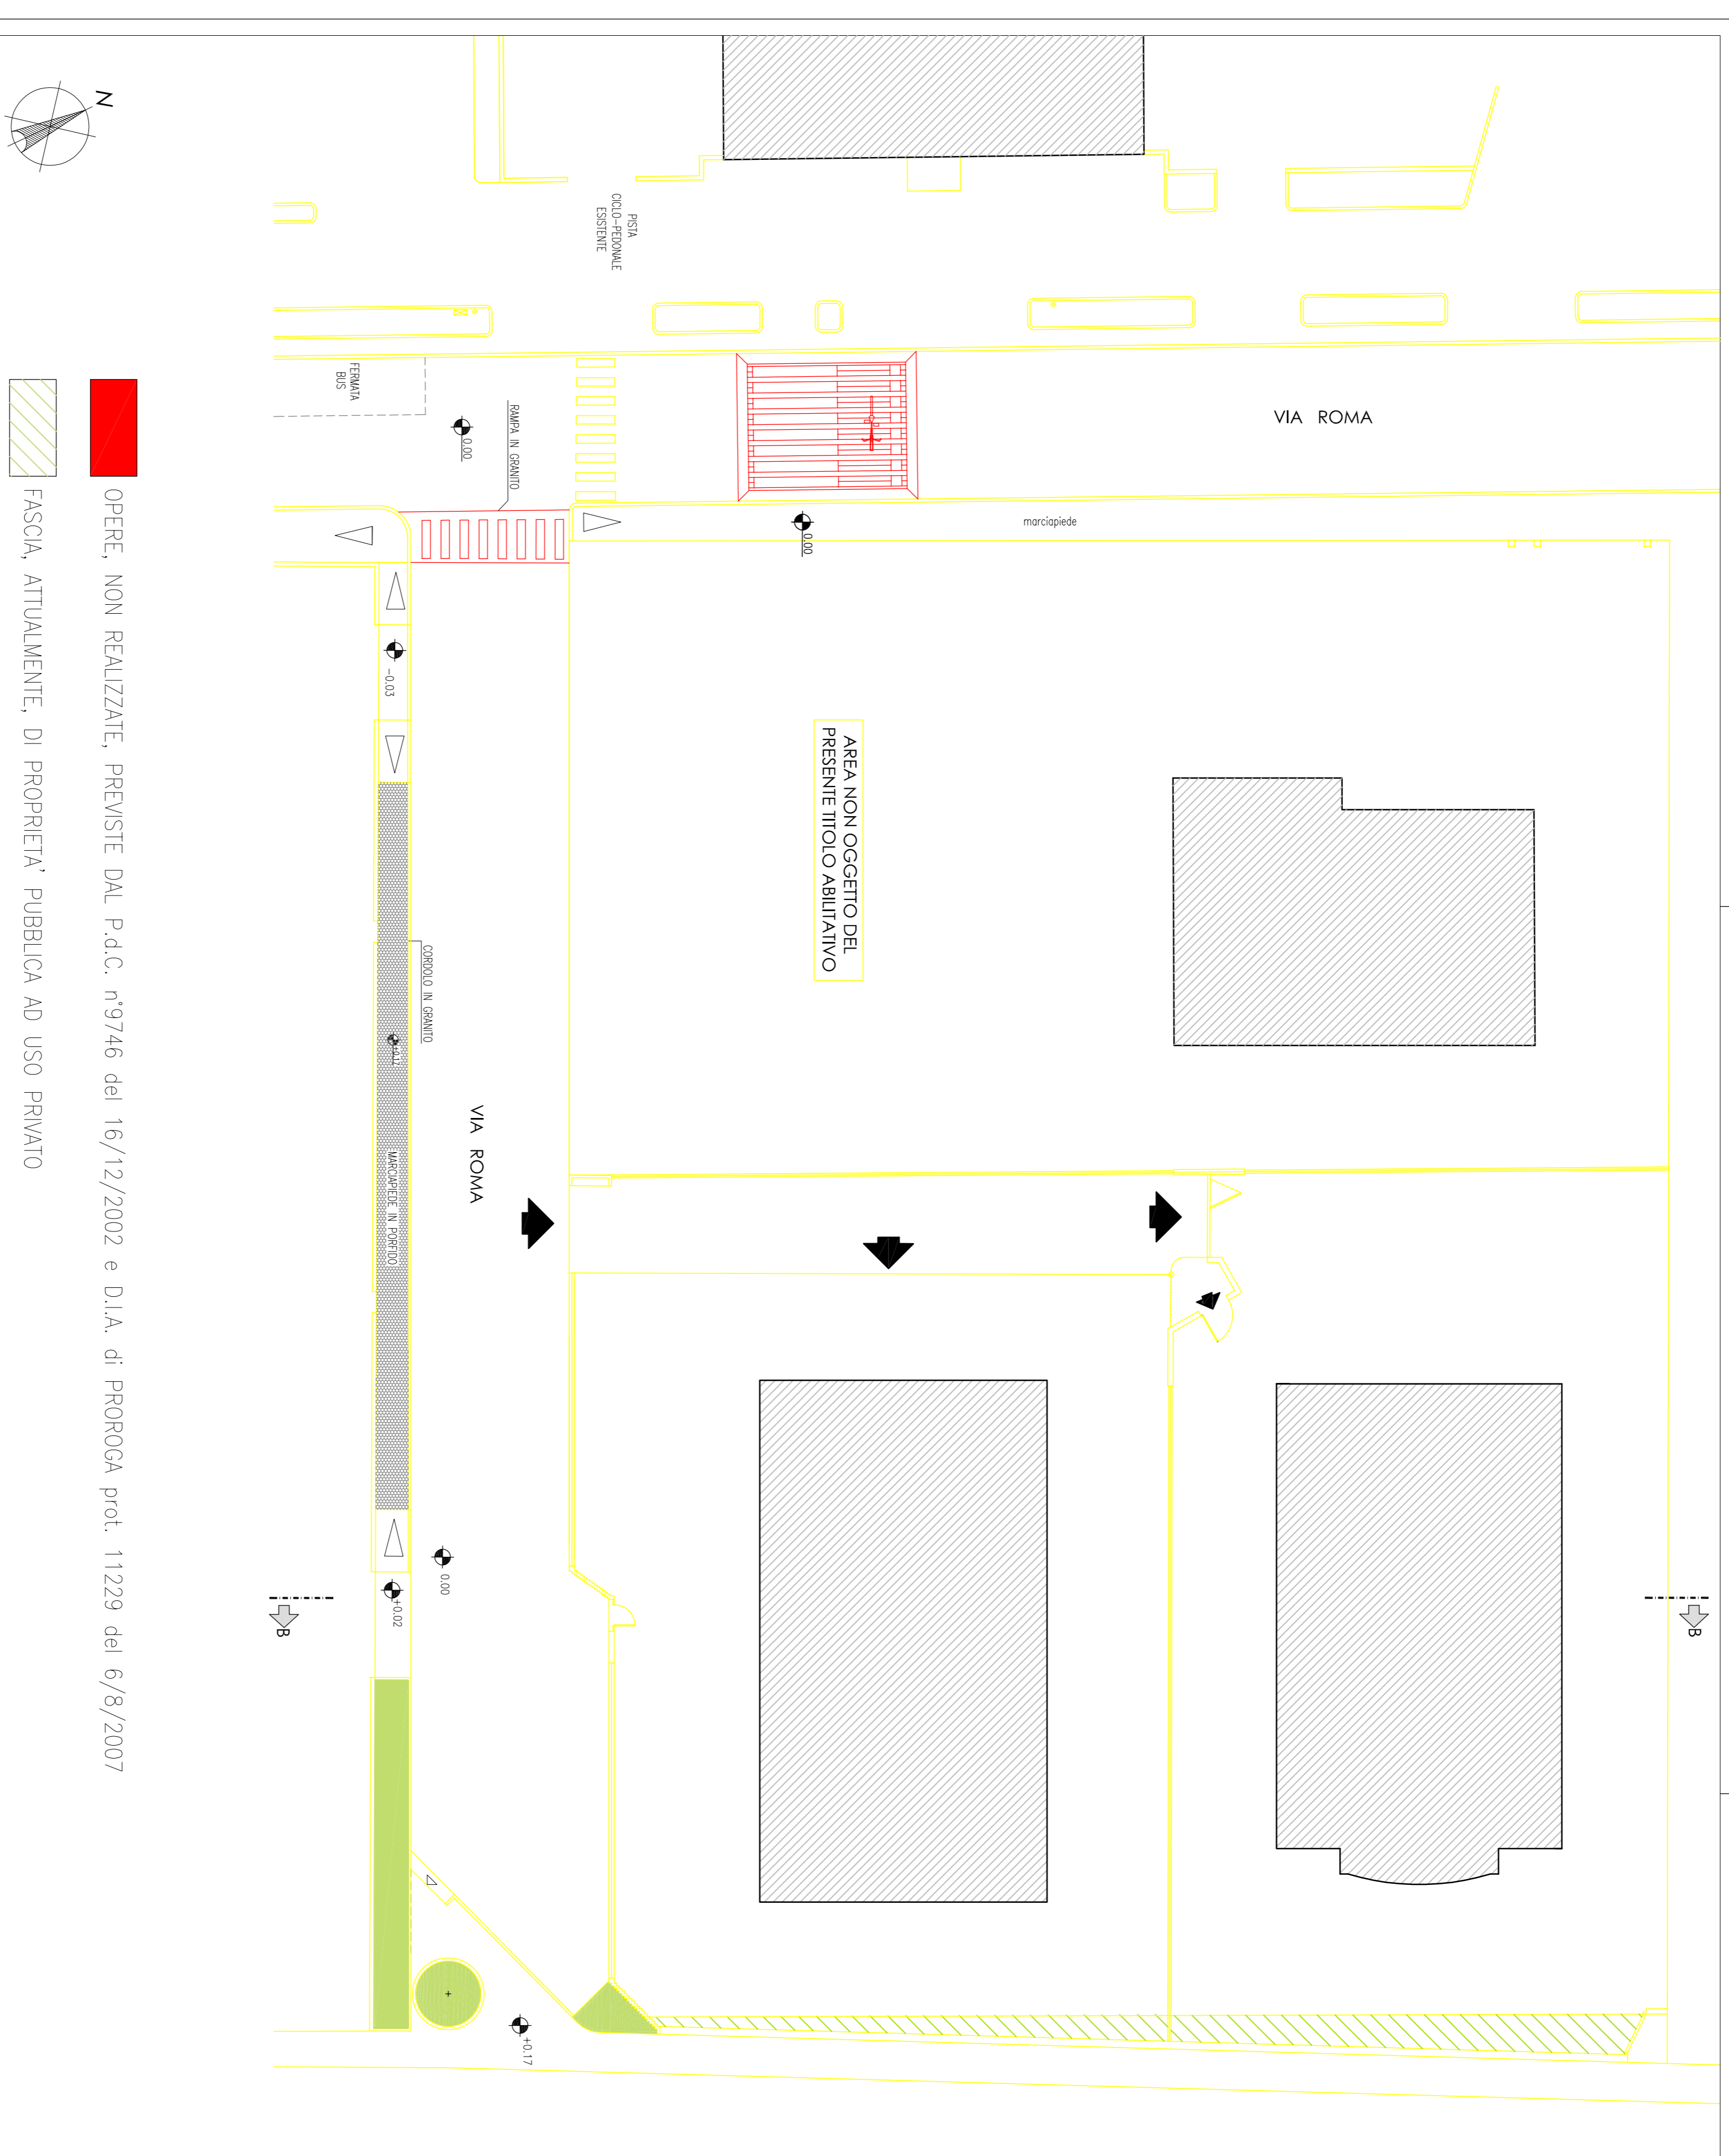 N
PISTA
CICLO-PEDONALE
ESISTENTE
FERMATA
BUS
0.00
RAMPA IN GRANITO
VIA ROMA
0.00
marciapiede
-0.03
AREA NON OGGETTO DEL
PRESENTE TITOLO ABILITATIVO
CORDOLO IN GRANITO
+0.17
MARCIAPIEDE IN PORFIDO
VIA ROMA
0.00
+0.02
B
B
+0.17
OPERE, NON REALIZZATE, PREVISTE DAL P.d.C. n°9746 del 16/12/2002 e D.I.A. di PROROGA prot. 11229 del 6/8/2007
FASCIA, ATTUALMENTE, DI PROPRIETA' PUBBLICA AD USO PRIVATO